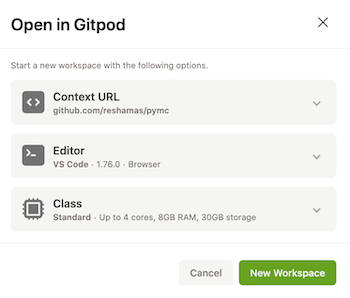 Open in Gitpod
Start a new workspace with the following options.
Context URL
github.com/reshamas/pymc
Editor
VS Code · 1.76.0 · Browser
Class
Standard · Up to 4 cores, 8GB RAM, 30GB storage
Cancel
New Workspace